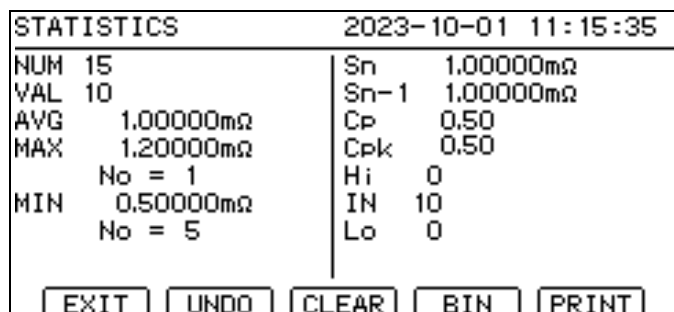 STATISTICS 2023-10-01 11:15:35
NUM 15
VAL 10
AVG 1.00000mΩ
MAX 1.20000mΩ
No = 1
MIN 0.50000mΩ
No = 5
Sn 1.00000mΩ
Sn-1 1.00000mΩ
Cp 0.50
Cpk 0.50
Hi 0
IN 10
Lo 0
EXIT UNDO CLEAR BIN PRINT